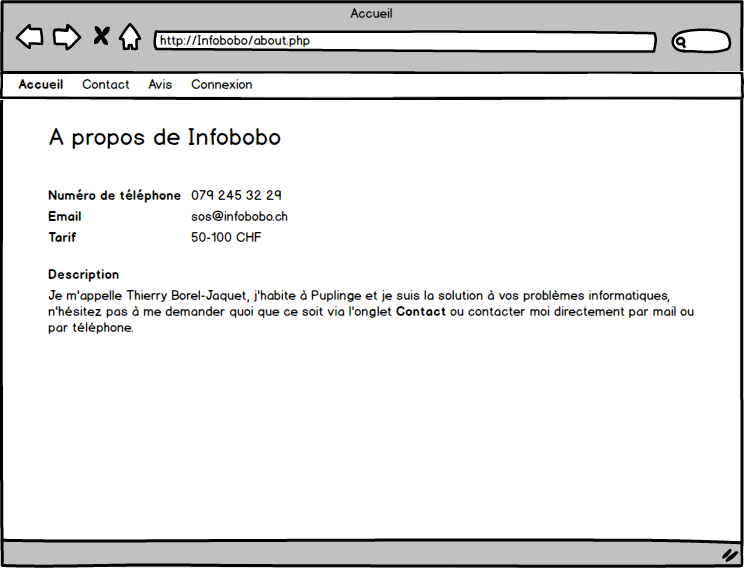 Accueil
http://Infobobo/about.php
Accueil Contact Avis Connexion
A propos de Infobobo
Numéro de téléphone 079 245 32 29
Email sos@infobobo.ch
Tarif 50-100 CHF
Description
Je m'appelle Thierry Borel-Jaquet, j'habite à Puplinge et je suis la solution à vos problèmes informatiques,
n'hésitez pas à me demander quoi que ce soit via l'onglet Contact ou contacter moi directement par mail ou
par téléphone.